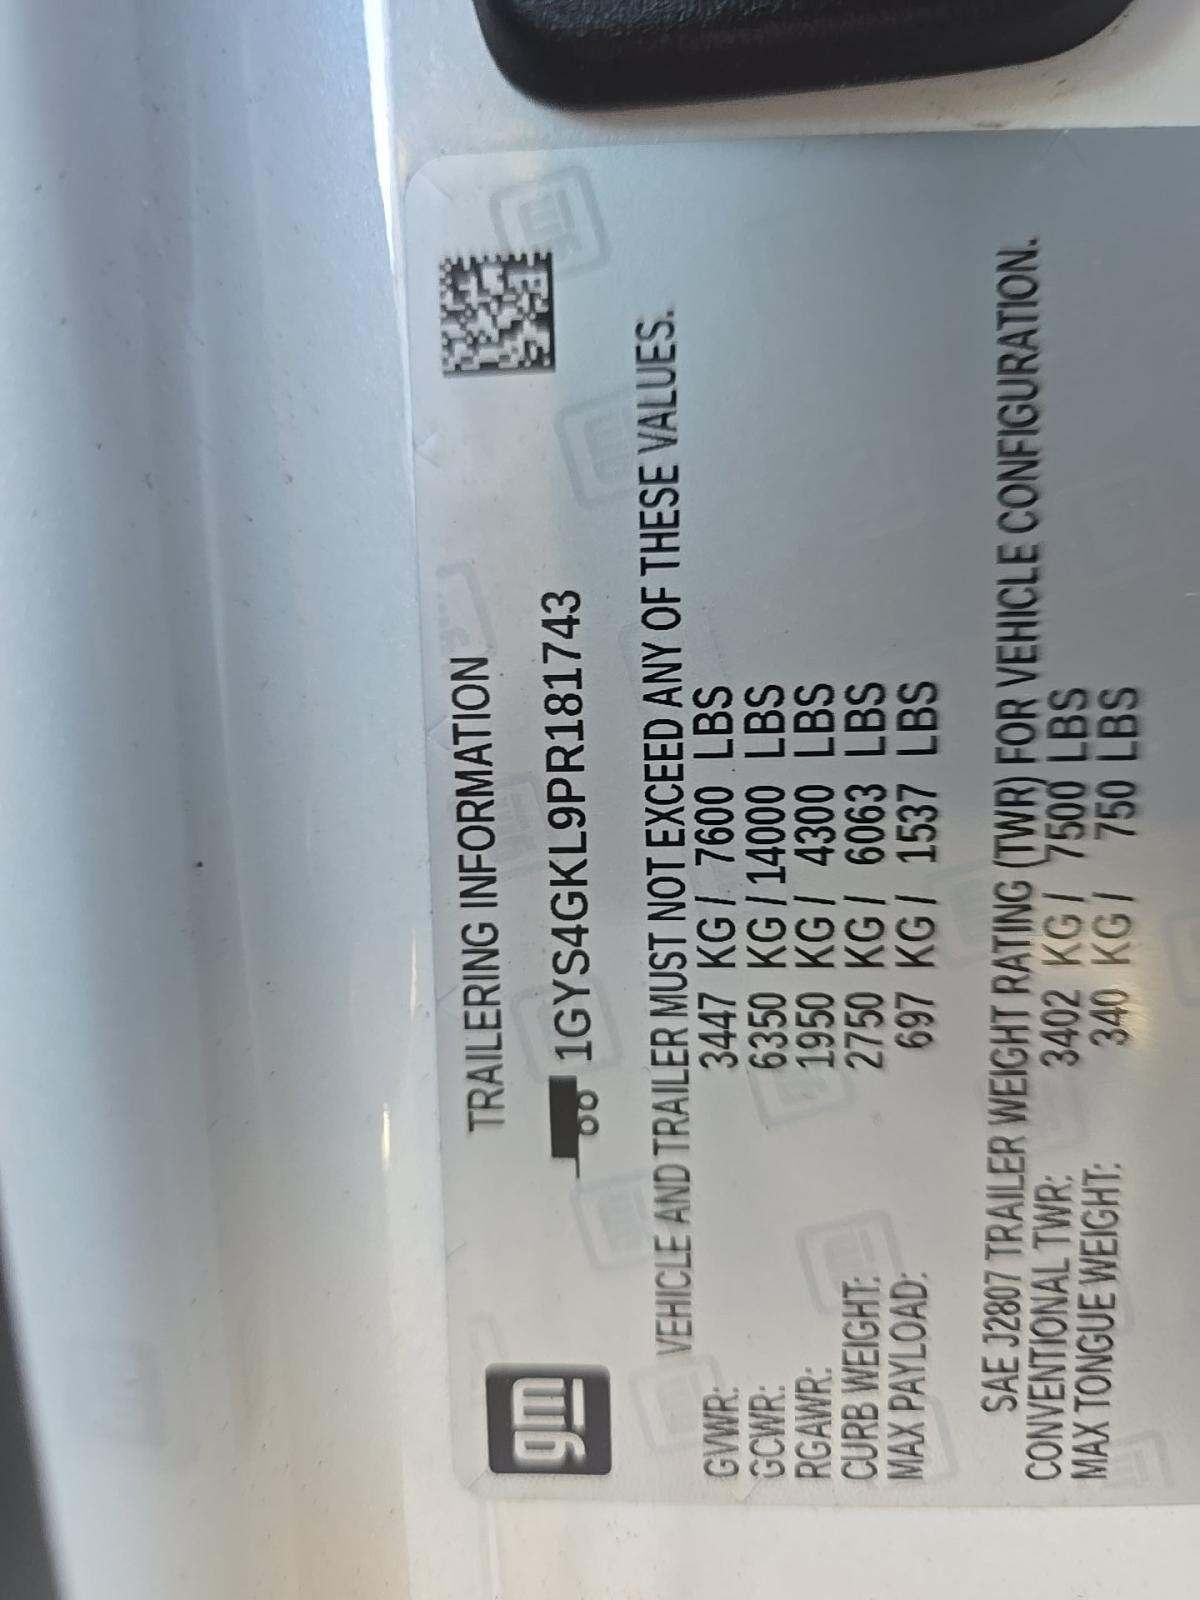 gm
TRAILERING INFORMATION
1GYS4GKL9PR181743
VEHICLE AND TRAILER MUST NOT EXCEED ANY OF THESE VALUES.
GVWR: 3447 KG / 7600 LBS
GCWR: 6350 KG / 14000 LBS
RGAWR: 1950 KG / 4300 LBS
CURB WEIGHT: 2750 KG / 6063 LBS
MAX PAYLOAD: 697 KG / 1537 LBS
SAE J2807 TRAILER WEIGHT RATING (TWR) FOR VEHICLE CONFIGURATION.
CONVENTIONAL TWR: 3402 KG / 7500 LBS
MAX TONGUE WEIGHT: 340 KG / 750 LBS